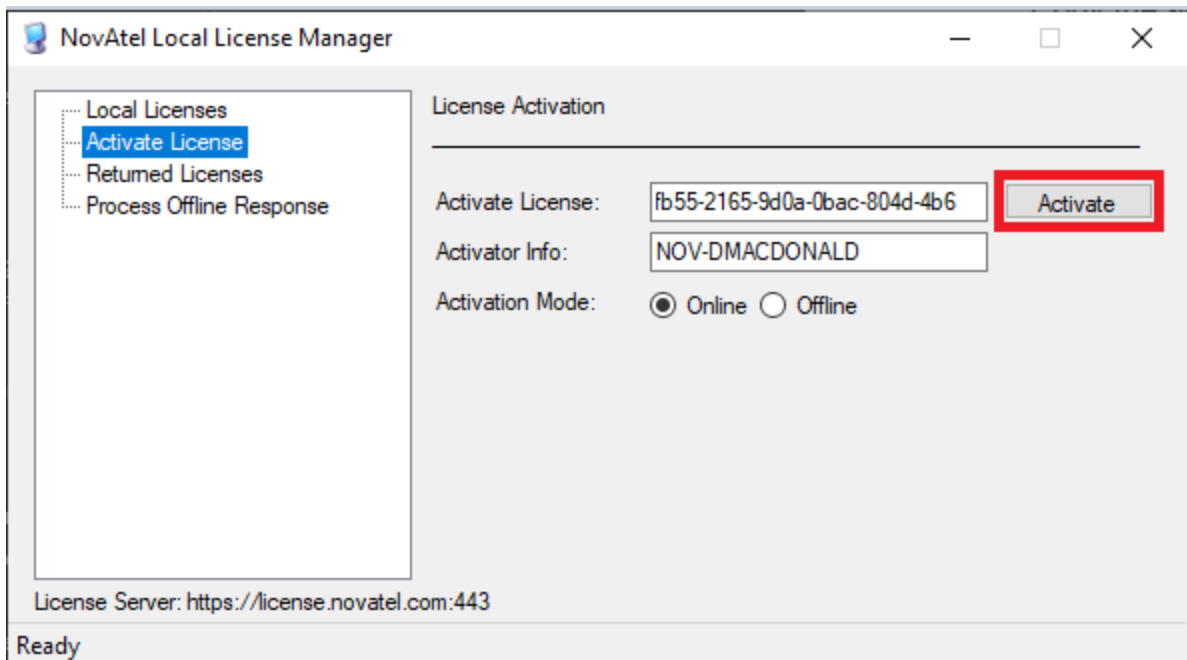 NovAtel Local License Manager
Local Licenses
Activate License
Returned Licenses
Process Offline Response
License Activation
Activate License: fb55-2165-9d0a-0bac-804d-4b6 Activate
Activator Info: NOV-DMACDONALD
Activation Mode: Online Offline
License Server: https://license.novatel.com:443
Ready